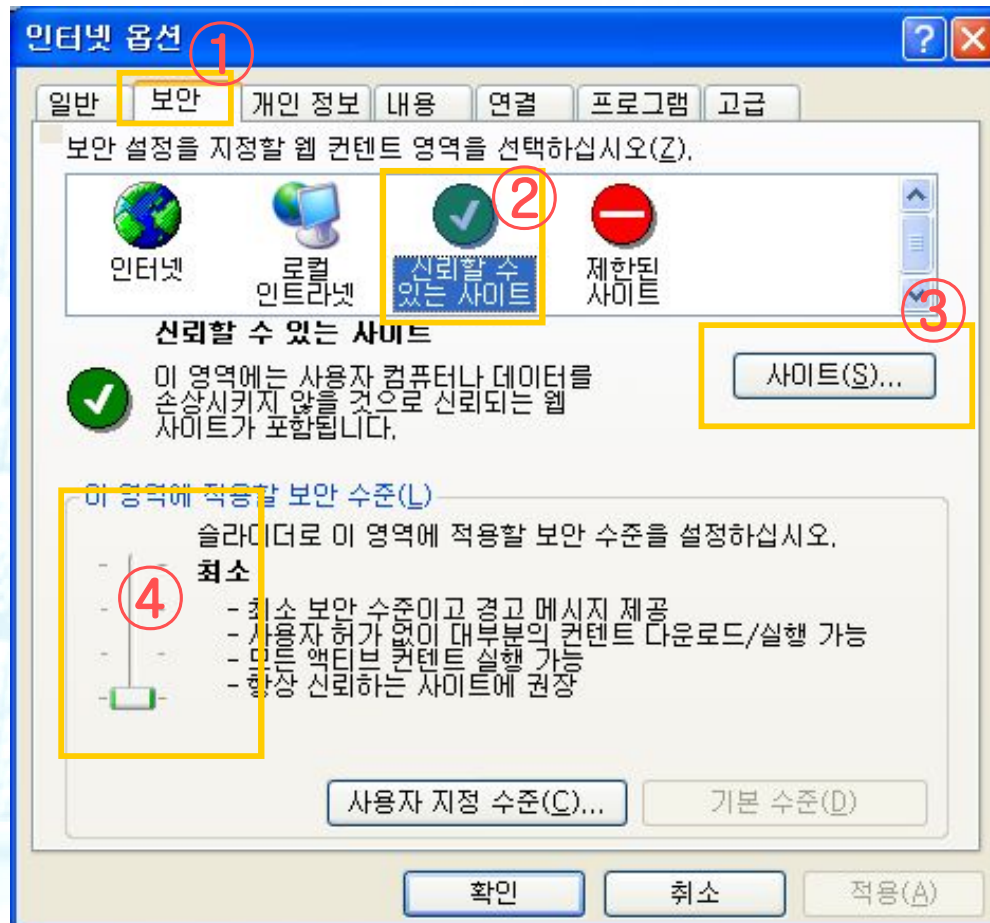 인터넷 옵션
①
일반 보안 개인 정보 내용 연결 프로그램 고급
보안 설정을 지정할 웹 컨텐트 영역을 선택하십시오(Z).
②
인터넷
로컬
인트라넷
신뢰할 수
있는 사이트
제한된
사이트
③
신뢰할 수 있는 사이트
사이트(S)...
이 영역에는 사용자 컴퓨터나 데이터를
손상시키지 않을 것으로 신뢰되는 웹
사이트가 포함됩니다.
이 영역에 적용할 보안 수준(L)
슬라이더로 이 영역에 적용할 보안 수준을 설정하십시오.
④
최소
- 최소 보안 수준이고 경고 메시지 제공
- 사용자 허가 없이 대부분의 컨텐트 다운로드/실행 가능
- 모든 액티브 컨텐트 실행 가능
- 항상 신뢰하는 사이트에 권장
사용자 지정 수준(C)... 기본 수준(D)
확인 취소 적용(A)